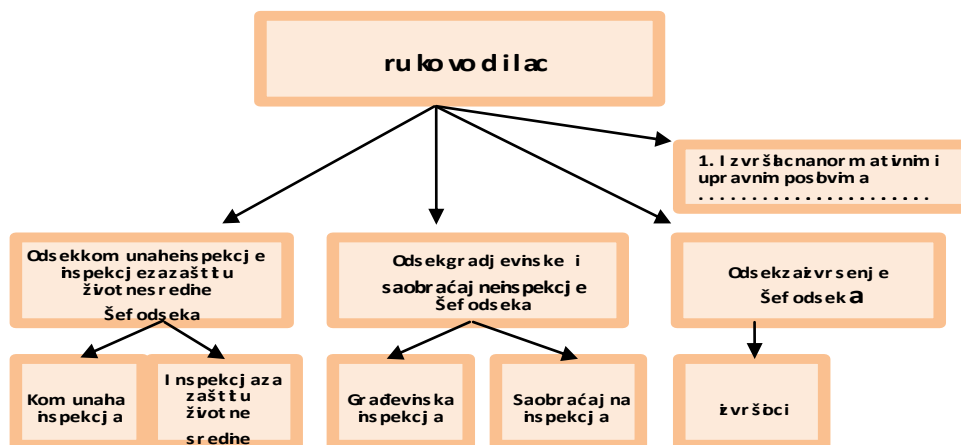 rukovodilac
1. Izvršilac na normativnim i
upravnim poslovima
......................
Odsek komunalne inspekcije
inspekcije za zaštitu
životne sredine
Šef odseka
Odsek gradjevinske i
saobraćajne inspekcije
Šef odseka
Odsek za izvrsenje
Šef odseka
Komunalna
inspekcija
Inspekcija za
zaštitu
životne
sredine
Građevinska
inspekcija
Saobraćajna
inspekcija
izvršioci